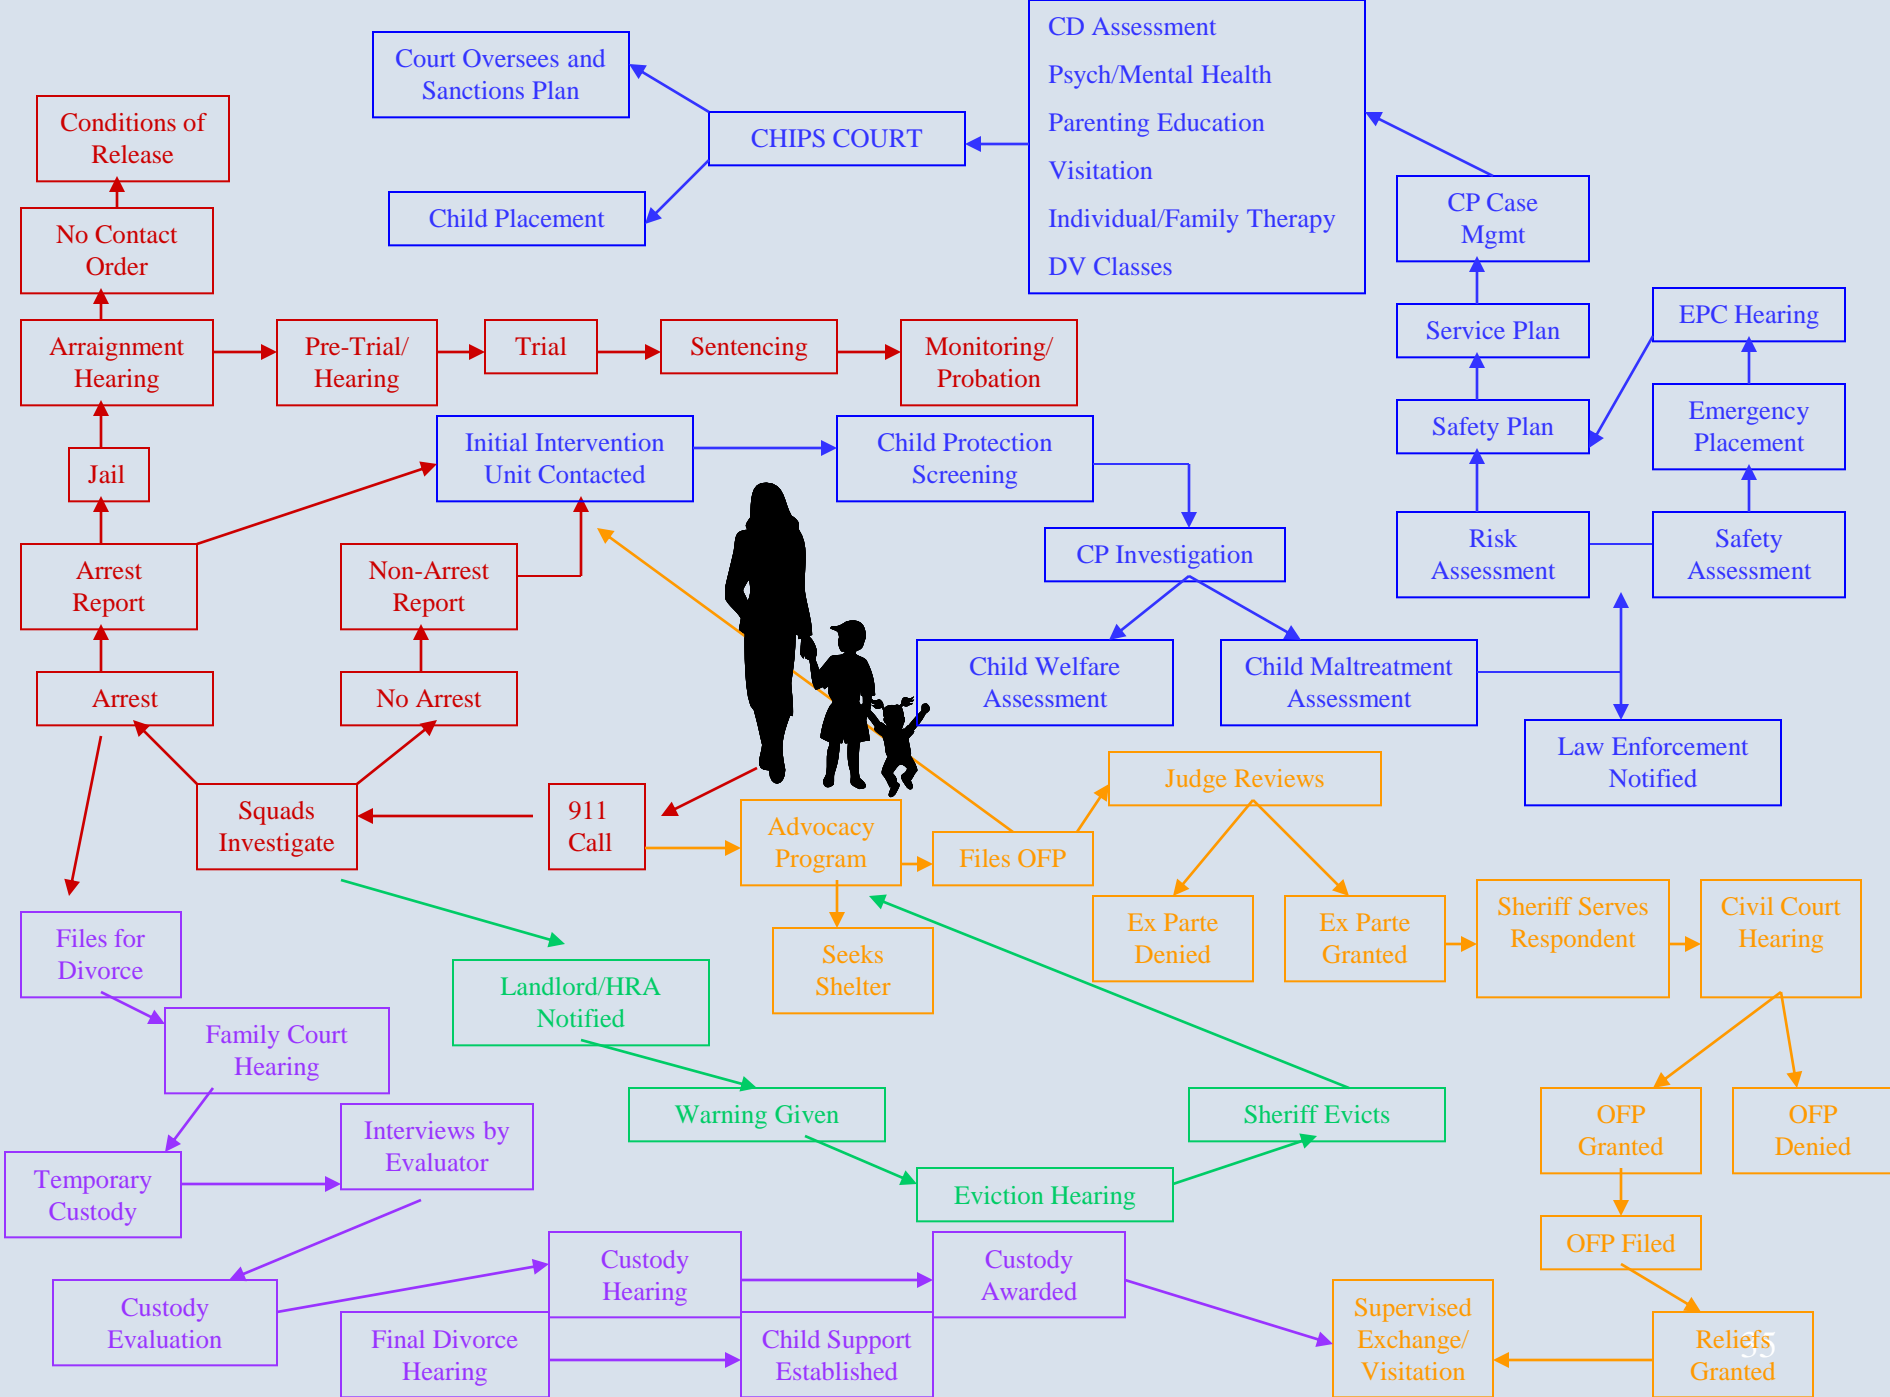 CD Assessment
Psych/Mental Health
Parenting Education
Visitation
Individual/Family Therapy
DV Classes
Court Oversees and
Sanctions Plan
CHIPS COURT
Child Placement
Conditions of
Release
No Contact
Order
CP Case
Mgmt
Service Plan
EPC Hearing
Arraignment
Hearing
Pre-Trial/
Hearing
Trial
Sentencing
Monitoring/
Probation
Safety Plan
Emergency
Placement
Jail
Initial Intervention
Unit Contacted
Child Protection
Screening
Arrest
Report
Non-Arrest
Report
CP Investigation
Risk
Assessment
Safety
Assessment
Arrest
No Arrest
Child Welfare
Assessment
Child Maltreatment
Assessment
Law Enforcement
Notified
Squads
Investigate
911
Call
Advocacy
Program
Files OFP
Judge Reviews
Files for
Divorce
Landlord/HRA
Notified
Seeks
Shelter
Ex Parte
Denied
Ex Parte
Granted
Sheriff Serves
Respondent
Civil Court
Hearing
Family Court
Hearing
Warning Given
Sheriff Evicts
OFP
Granted
OFP
Denied
Temporary
Custody
Interviews by
Evaluator
Eviction Hearing
OFP Filed
Custody
Evaluation
Custody
Hearing
Custody
Awarded
Final Divorce
Hearing
Child Support
Established
Supervised
Exchange/
Visitation
Reliefs
Granted
35